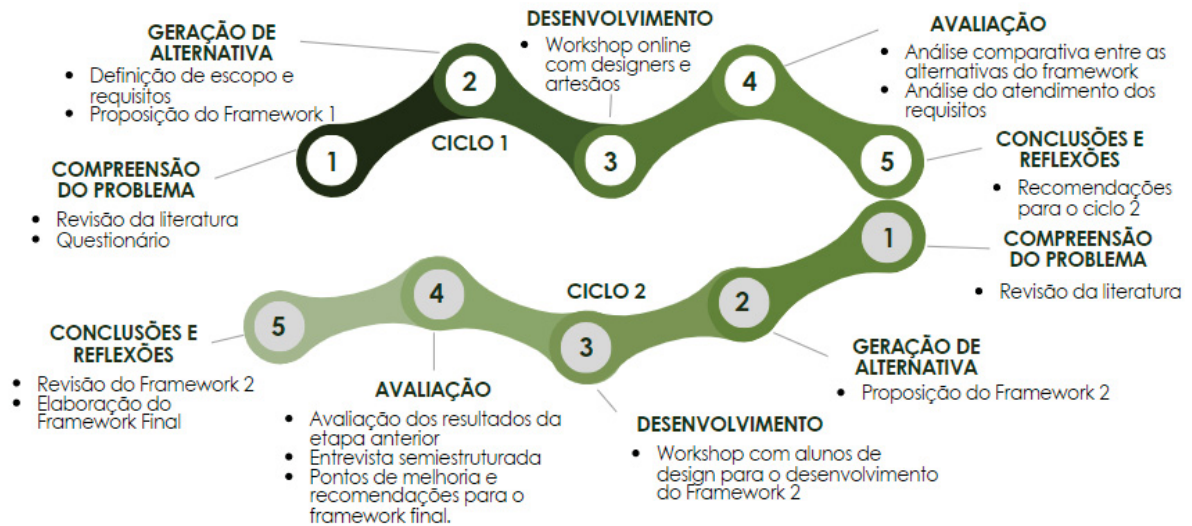 COMPREENSÃO
DO PROBLEMA
• Revisão da literatura
• Questionário
1
GERAÇÃO DE
ALTERNATIVA
• Definição de escopo e
requisitos
• Proposição do Framework 1
2
CICLO 1
DESENVOLVIMENTO
• Workshop online
com designers e
artesãos
3
AVALIAÇÃO
• Análise comparativa entre as
alternativas do framework
• Análise do atendimento dos
requisitos
4
CONCLUSÕES E
REFLEXÕES
• Recomendações
para o ciclo 2
5
COMPREENSÃO
DO PROBLEMA
• Revisão da literatura
1
CICLO 2
GERAÇÃO DE
ALTERNATIVA
• Proposição do Framework 2
2
DESENVOLVIMENTO
• Workshop com alunos de
design para o desenvolvimento
do Framework 2
3
AVALIAÇÃO
• Avaliação dos resultados da
etapa anterior
• Entrevista semiestruturada
• Pontos de melhoria e
recomendações para o
framework final.
4
CONCLUSÕES E
REFLEXÕES
• Revisão do Framework 2
• Elaboração do
Framework Final
5